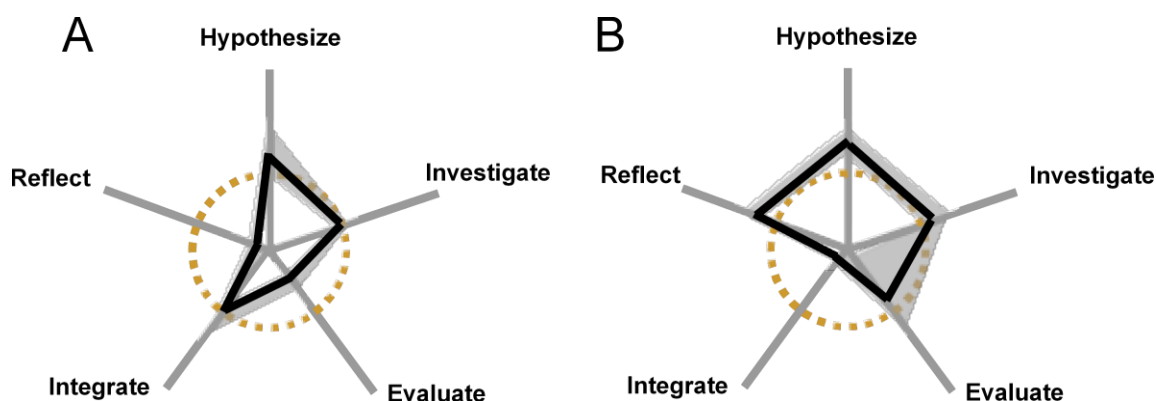 A
Hypothesize
Investigate
Reflect
Integrate
Evaluate
B
Hypothesize
Investigate
Reflect
Integrate
Evaluate